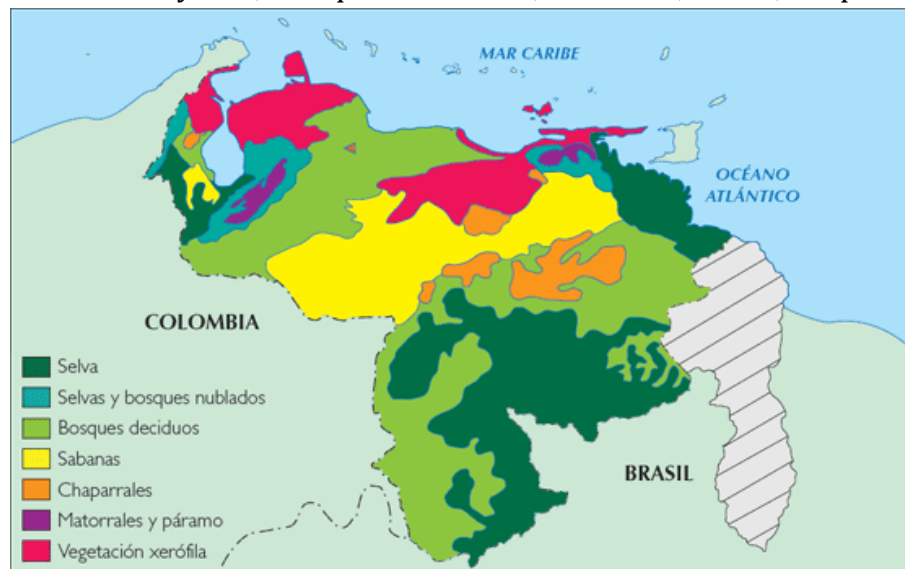 MAR CARIBE
OCÉANO
ATLÁNTICO
COLOMBIA
BRASIL
Selva
Selvas y bosques nublados
Bosques deciduos
Sabanas
Chaparrales
Matorrales y páramo
Vegetación xerófila